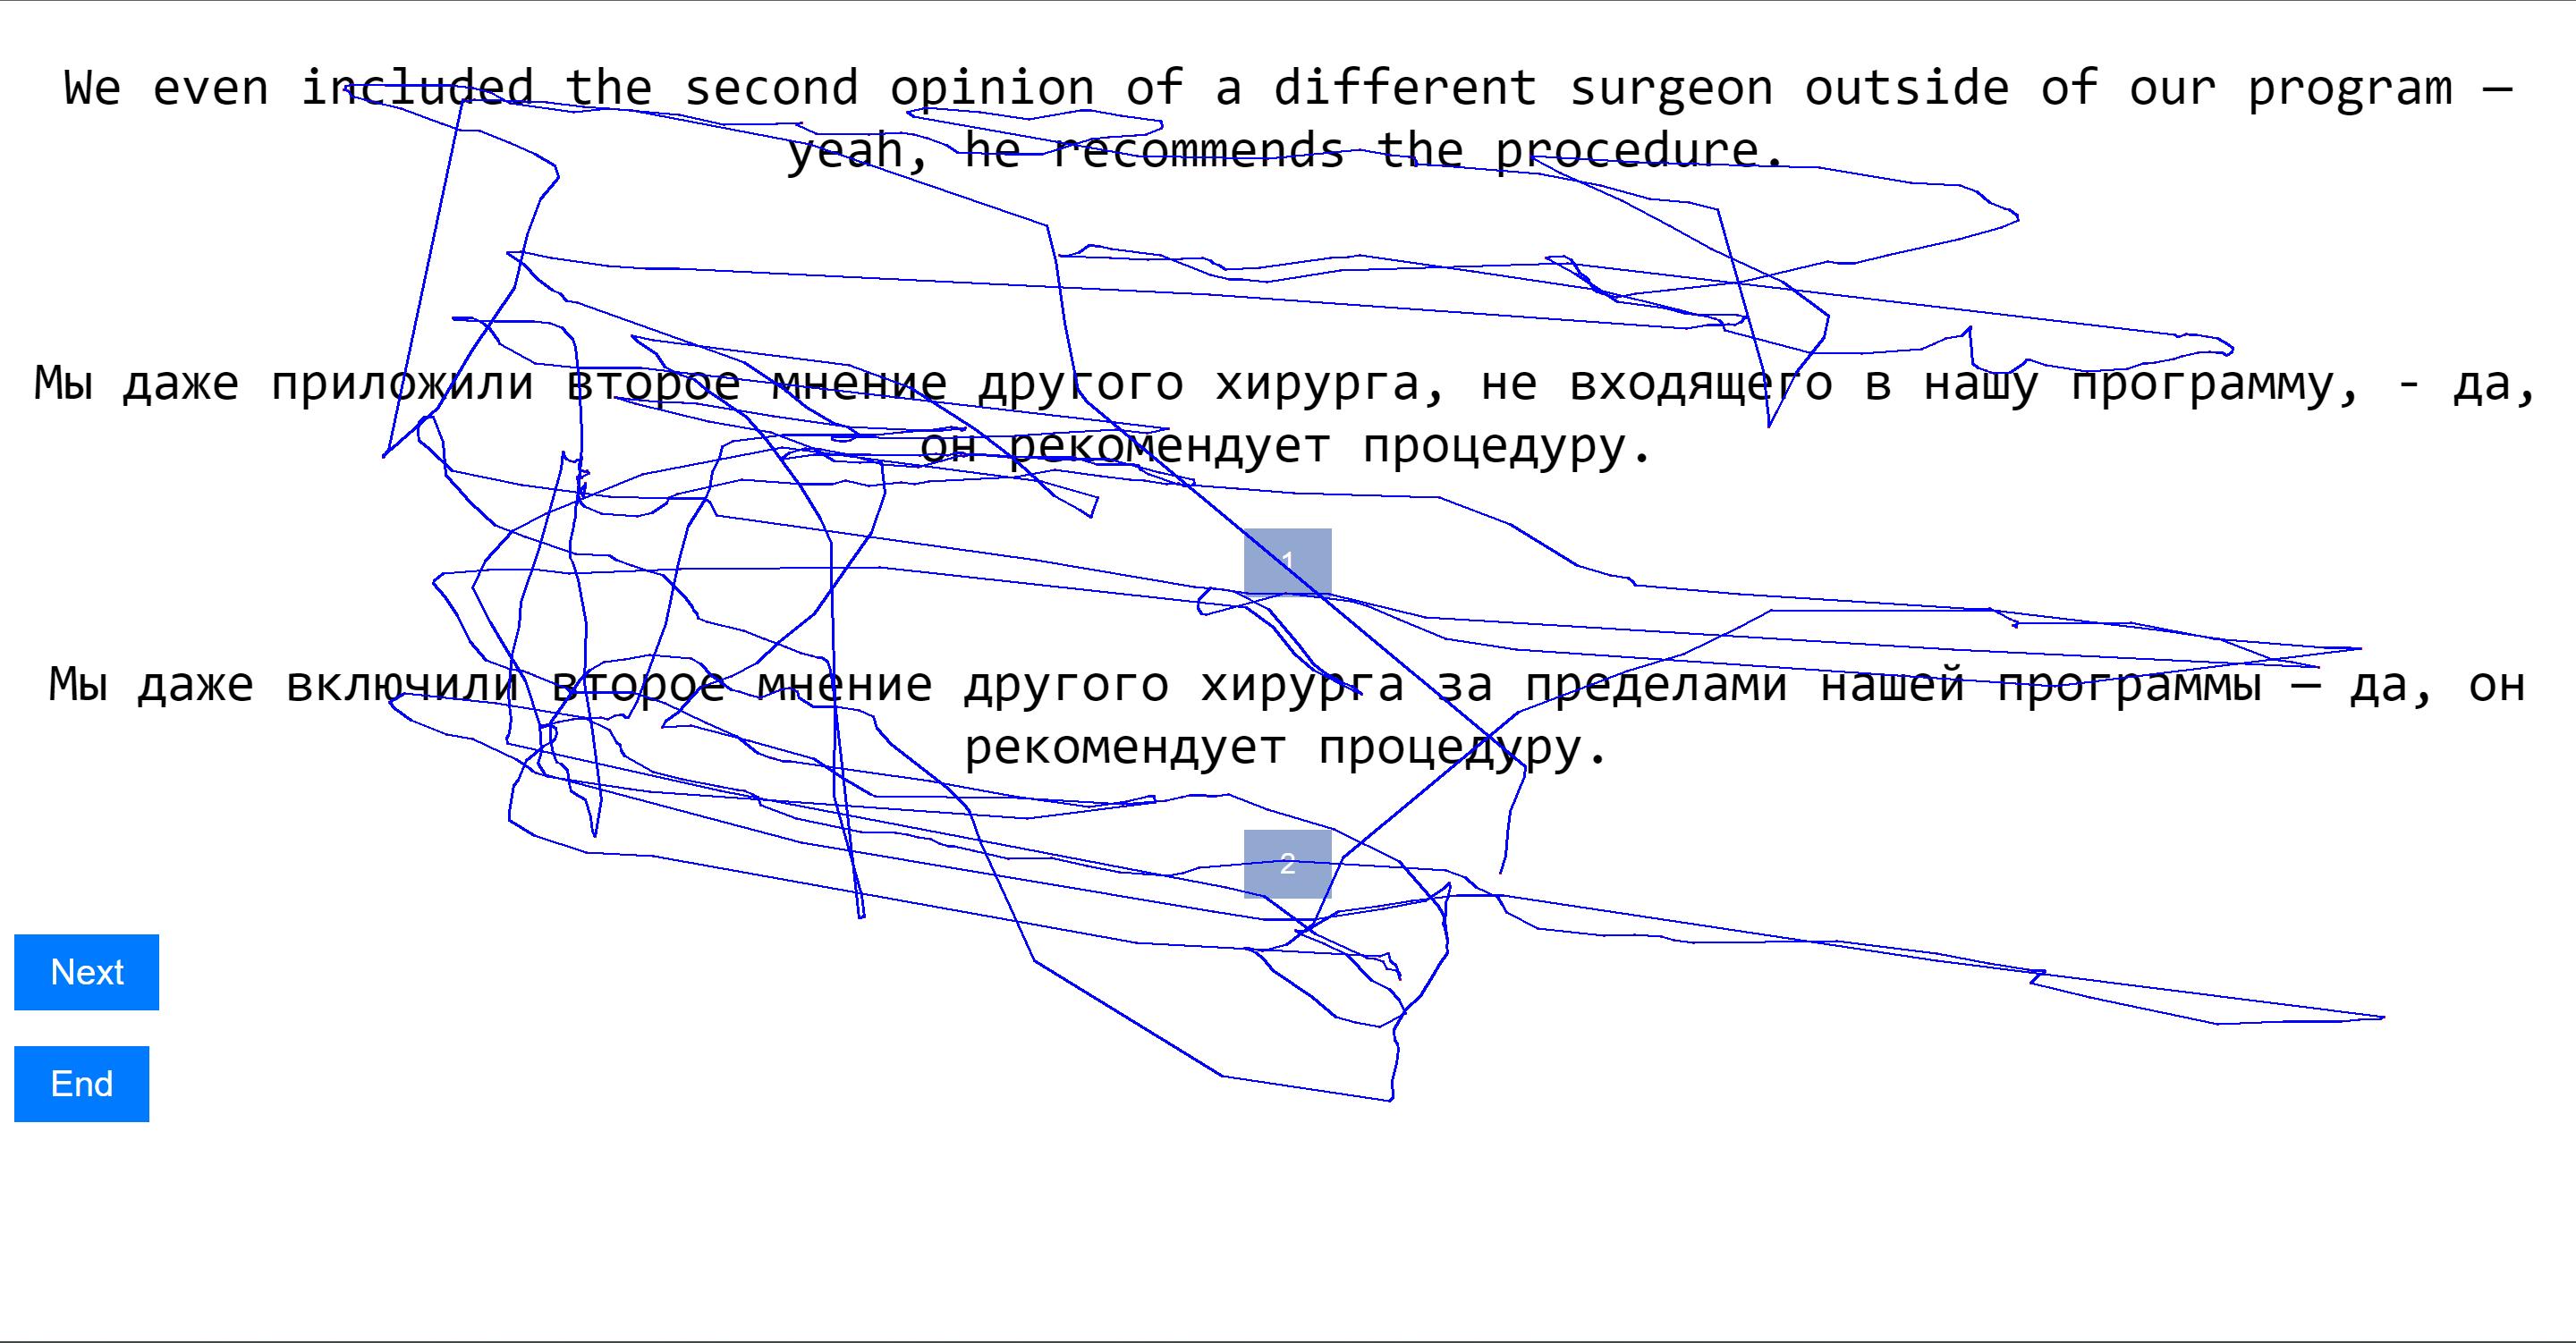 We even included the second opinion of a different surgeon outside of our program —
yeah, he recommends the procedure.
Мы даже приложили второе мнение другого хирурга, не входящего в нашу программу, - да,
он рекомендует процедуру.
1
Мы даже включили второе мнение другого хирурга за пределами нашей программы — да, он
рекомендует процедуру.
2
Next
End